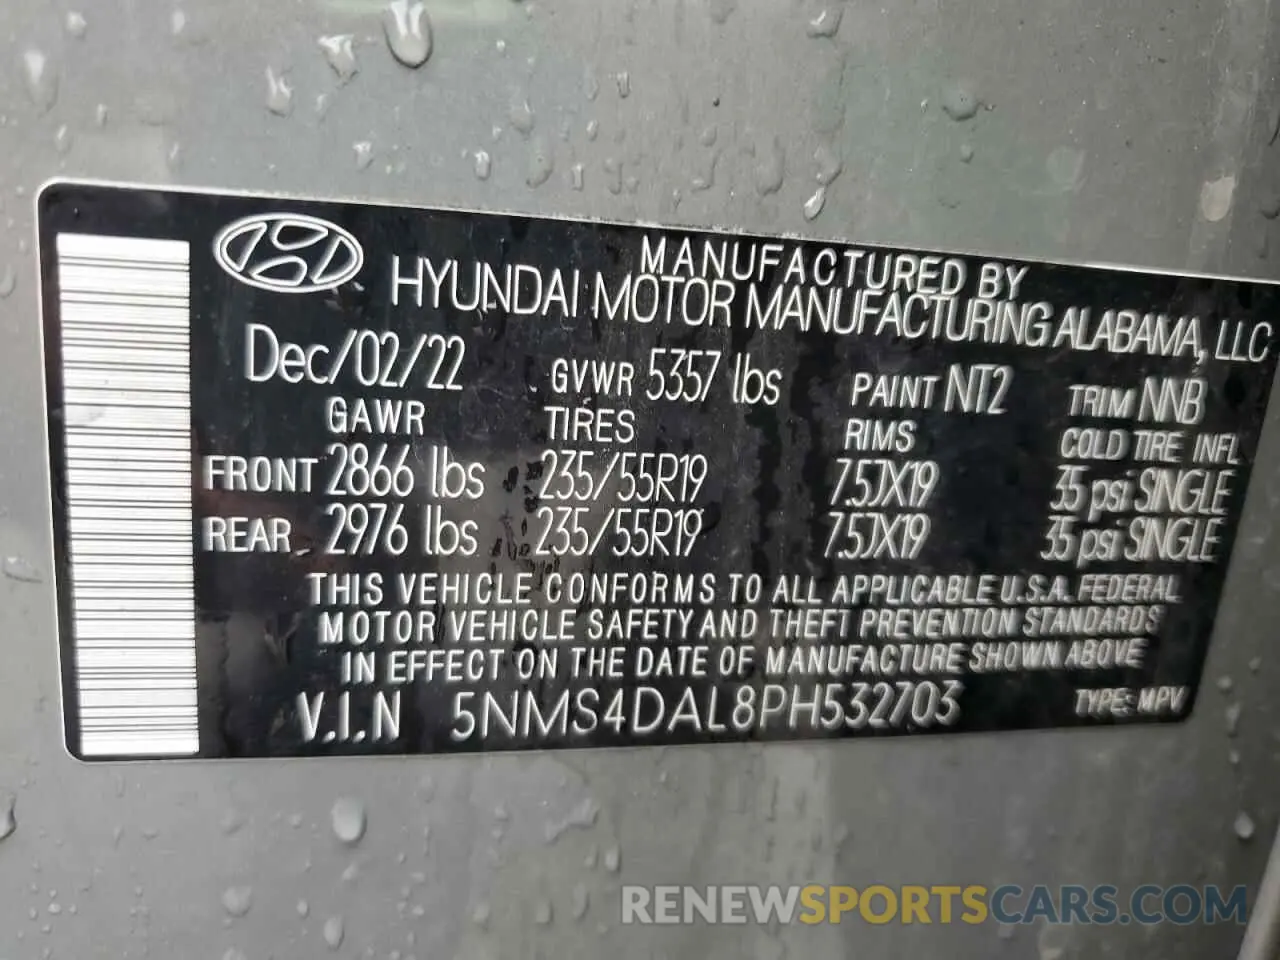 MANUFACTURED BY
HYUNDAI MOTOR MANUFACTURING ALABAMA, LLC
Dec/02/22 GVWR 5357 lbs PAINT NT2 TRIM NNB
GAWR TIRES RIMS COLD TIRE INFL
FRONT 2866 lbs 235/55R19 7.5JX19 35 psi SINGLE
REAR 2976 lbs 235/55R19 7.5JX19 35 psi SINGLE
THIS VEHICLE CONFORMS TO ALL APPLICABLE U.S.A. FEDERAL
MOTOR VEHICLE SAFETY AND THEFT PREVENTION STANDARDS
IN EFFECT ON THE DATE OF MANUFACTURE SHOWN ABOVE
V.I.N 5NMS4DAL8PH532703 TYPE: MPV
RENEWSPORTSCARS.COM